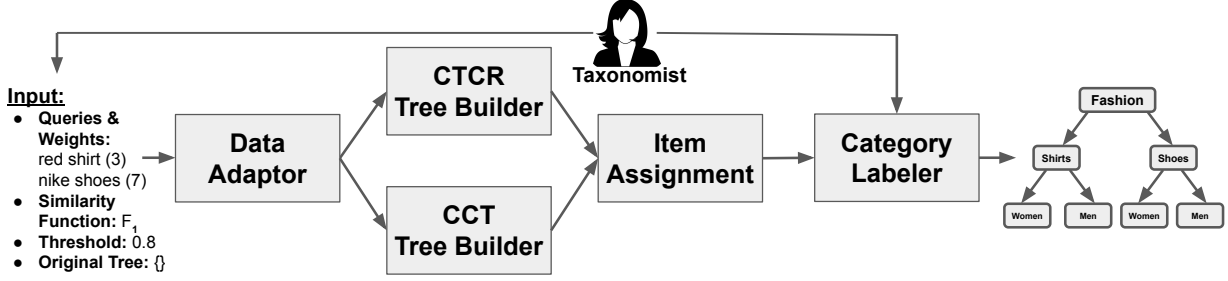 Taxonomist
Input:
● Queries &
Weights:
red shirt (3)
nike shoes (7)
● Similarity
Function: F₁
● Threshold: 0.8
● Original Tree: {}
Data
Adaptor
CTCR
Tree Builder
CCT
Tree Builder
Item
Assignment
Category
Labeler
Fashion
Shirts
Shoes
Women
Men
Women
Men